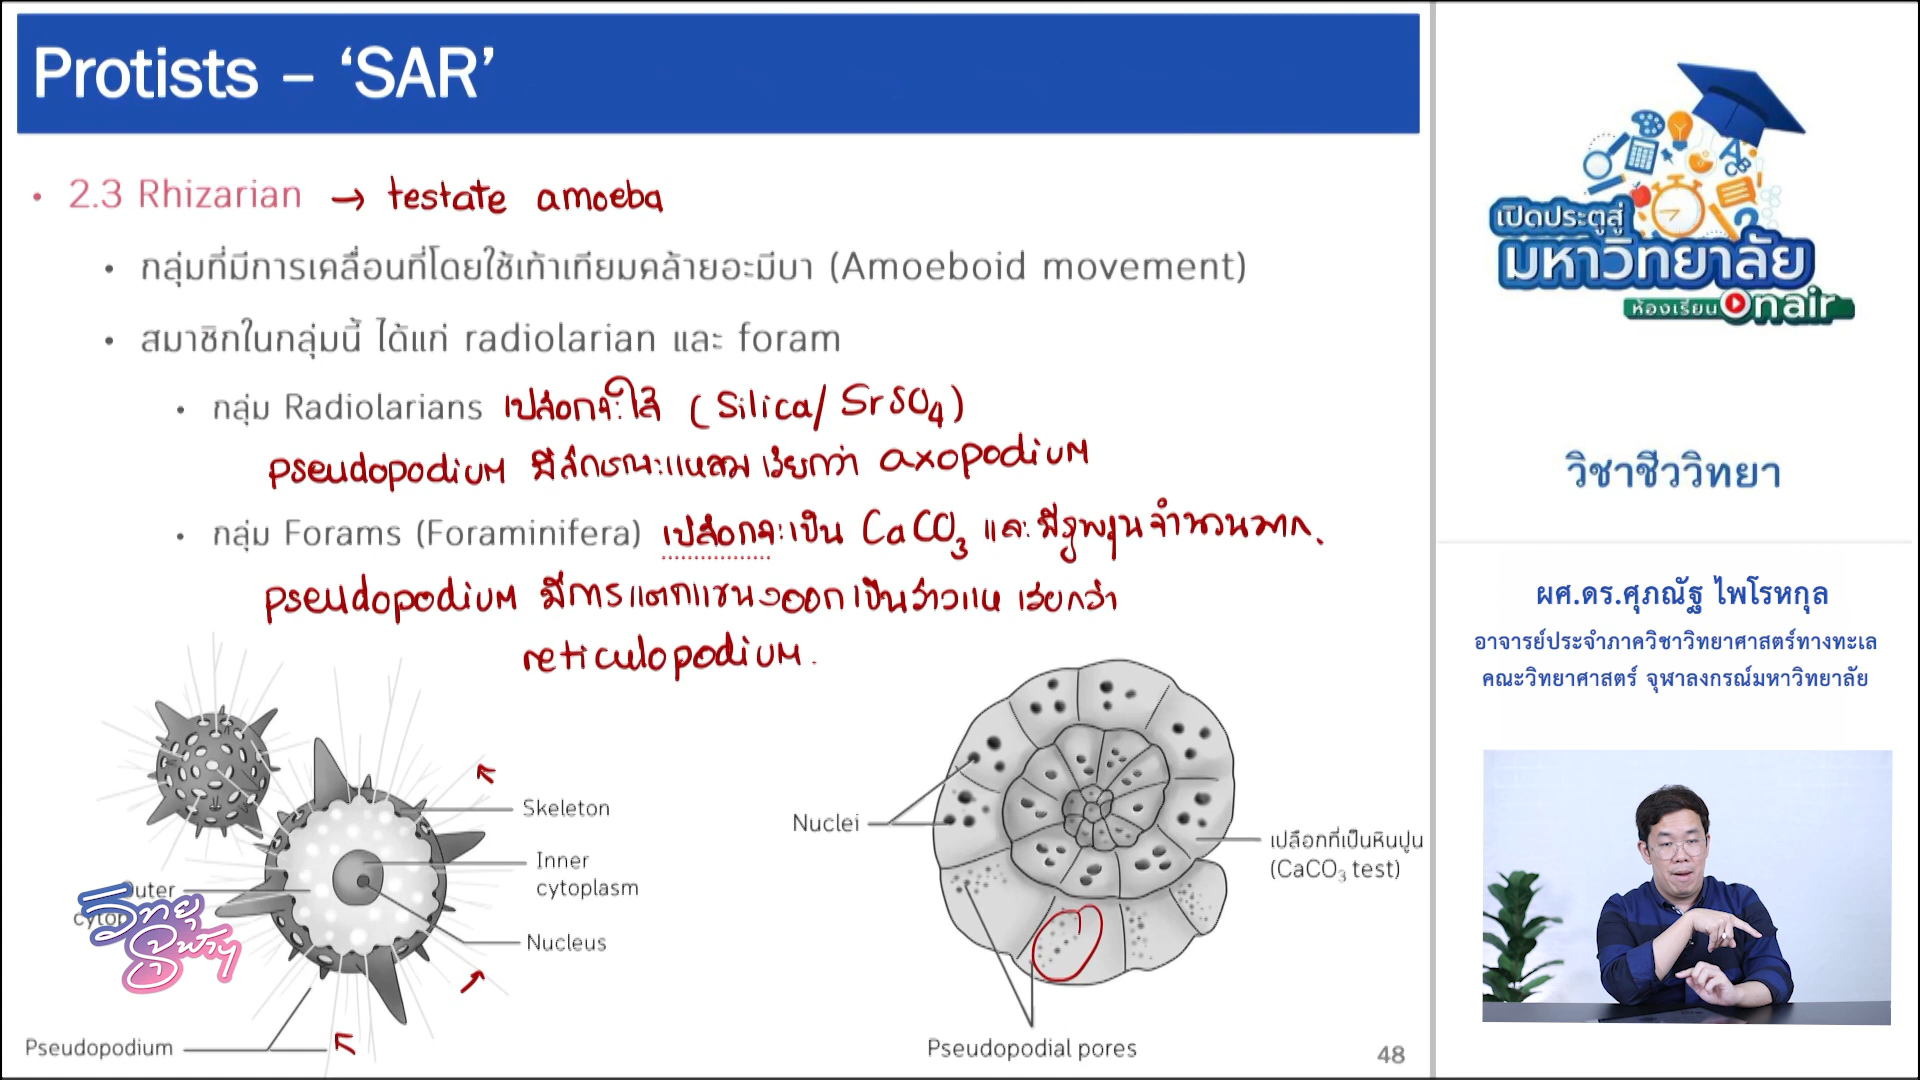 Protists – ‘SAR’
• 2.3 Rhizarian → testate amoeba
• กลุ่มที่มีการเคลื่อนที่โดยใช้เท้าเทียมคล้ายอะมีบา (Amoeboid movement)
• สมาชิกในกลุ่มนี้ ได้แก่ radiolarian และ foram
• กลุ่ม Radiolarians เปลือกจะใส (Silica/SrSO4)
pseudopodium มีลักษณะแหลม เรียกว่า axopodium
• กลุ่ม Forams (Foraminifera) เปลือกจะเป็น CaCO3 และมีรูพรุนจำนวนมาก.
pseudopodium มีการแตกแขนงออกเป็นร่างแห เรียกว่า
reticulopodium.
Skeleton
Inner
cytoplasm
Outer
Nucleus
Pseudopodium
Nuclei
เปลือกที่เป็นหินปูน
(CaCO3 test)
Pseudopodial pores
48
วิทยุ
จุฬาฯ
เปิดประตูสู่
มหาวิทยาลัย
ห้องเรียน Onair
วิชาชีววิทยา
ผศ.ดร.ศุภณัฐ ไพโรหกุล
อาจารย์ประจำภาควิชาวิทยาศาสตร์ทางทะเล
คณะวิทยาศาสตร์ จุฬาลงกรณ์มหาวิทยาลัย